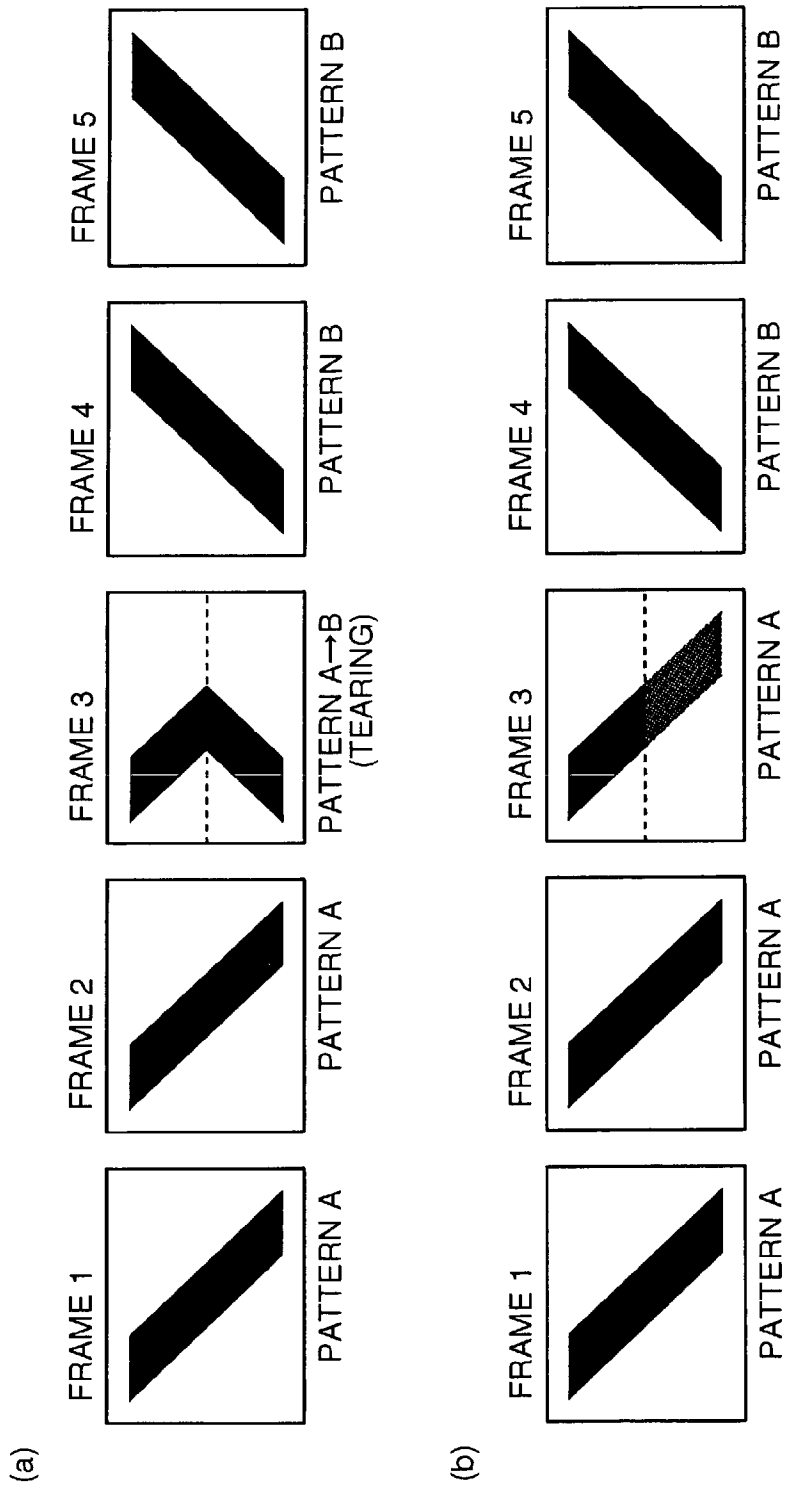 (a)
FRAME 1 FRAME 2 FRAME 3 FRAME 4 FRAME 5
PATTERN A PATTERN A PATTERN A→B PATTERN B PATTERN B
(TEARING)
(b)
FRAME 1 FRAME 2 FRAME 3 FRAME 4 FRAME 5
PATTERN A PATTERN A PATTERN A PATTERN B PATTERN B